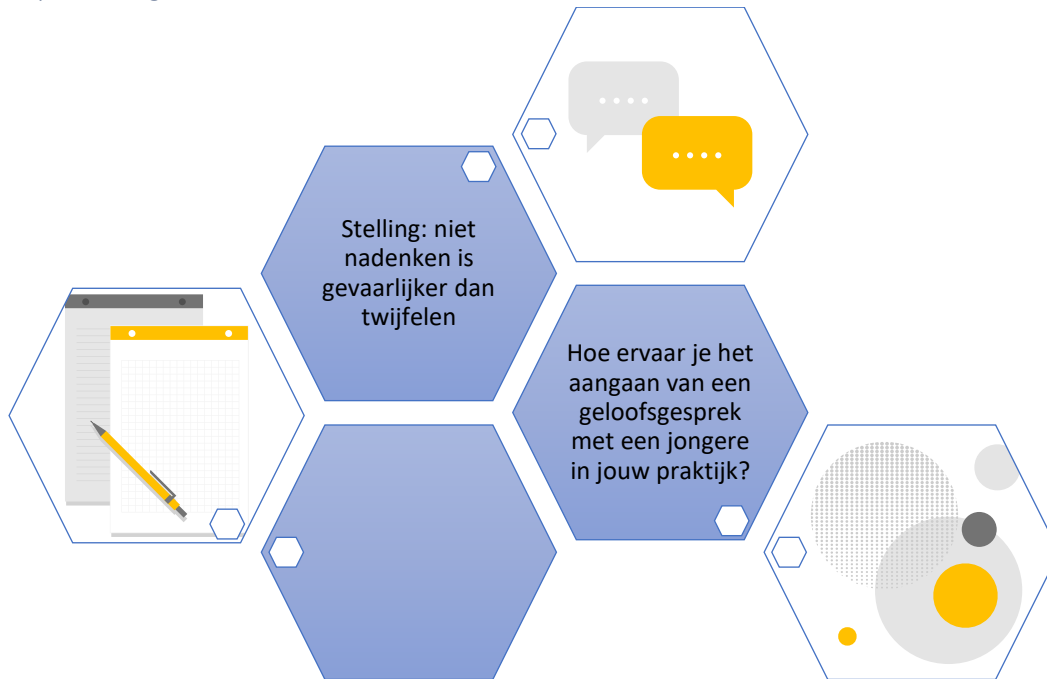 Stelling: niet
nadenken is
gevaarlijker dan
twijfelen
Hoe ervaar je het
aangaan van een
geloofsgesprek
met een jongere
in jouw praktijk?